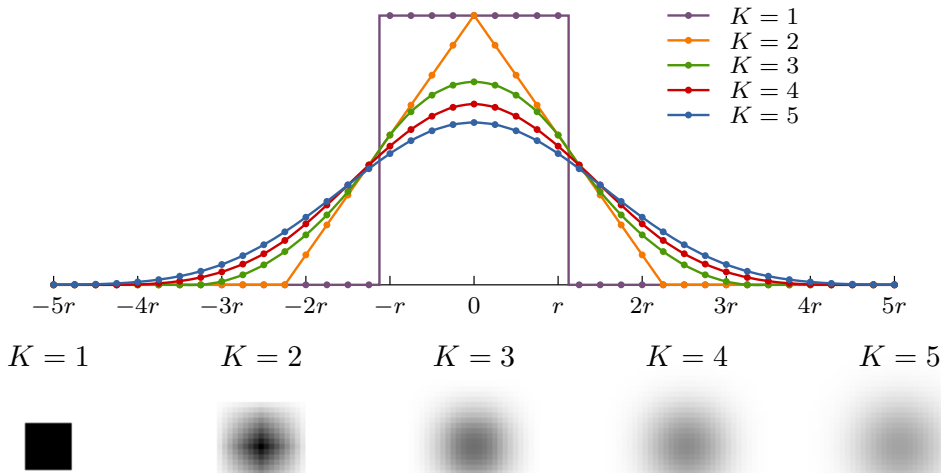 K = 1
K = 2
K = 3
K = 4
K = 5
−5r −4r −3r −2r −r 0 r 2r 3r 4r 5r
K = 1 K = 2 K = 3 K = 4 K = 5